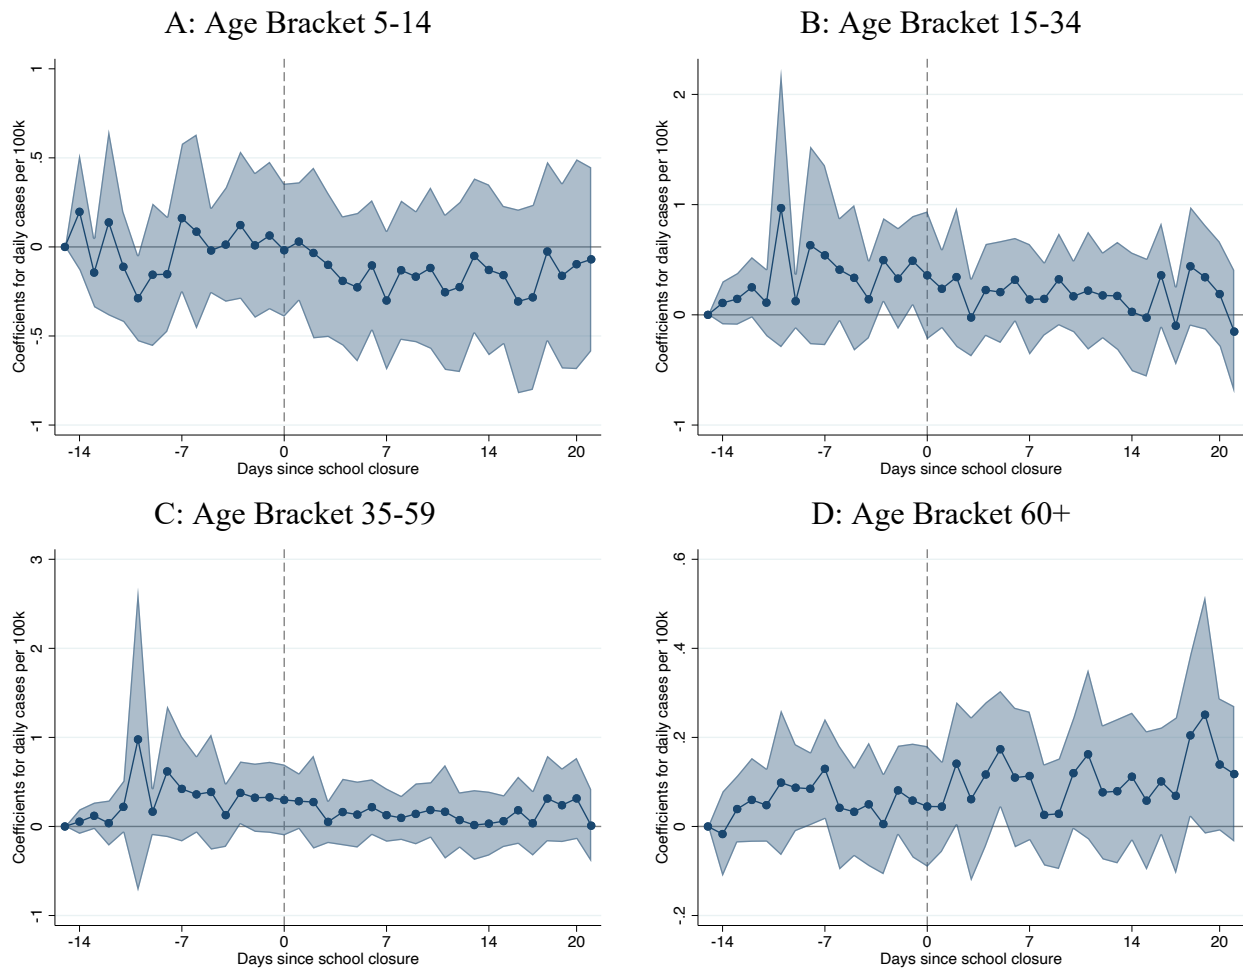 A: Age Bracket 5-14
Coefficients for daily cases per 100k
1
.5
0
-.5
-1
-14 -7 0 7 14 20
Days since school closure
B: Age Bracket 15-34
Coefficients for daily cases per 100k
2
1
0
-1
-14 -7 0 7 14 20
Days since school closure
C: Age Bracket 35-59
Coefficients for daily cases per 100k
3
2
1
0
-1
-14 -7 0 7 14 20
Days since school closure
D: Age Bracket 60+
Coefficients for daily cases per 100k
.6
.4
.2
0
-.2
-14 -7 0 7 14 20
Days since school closure